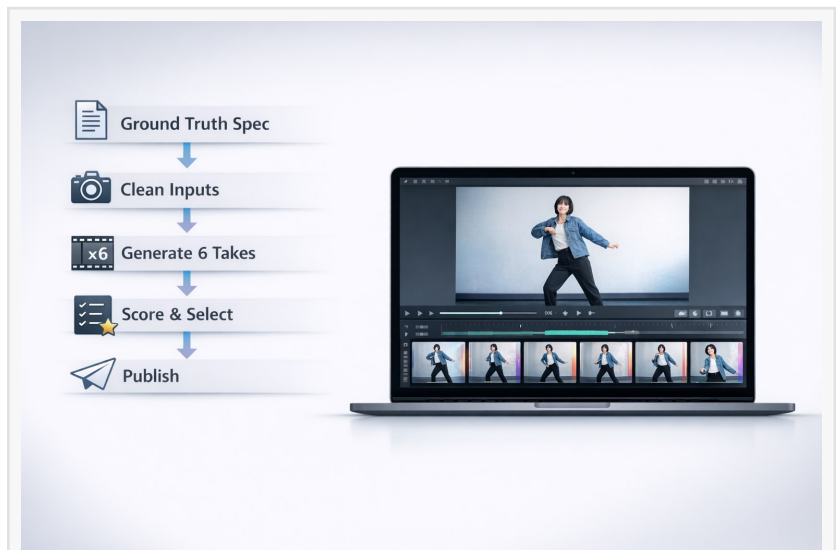 Ground Truth Spec
Clean Inputs
x6
Generate 6 Takes
Score & Select
Publish